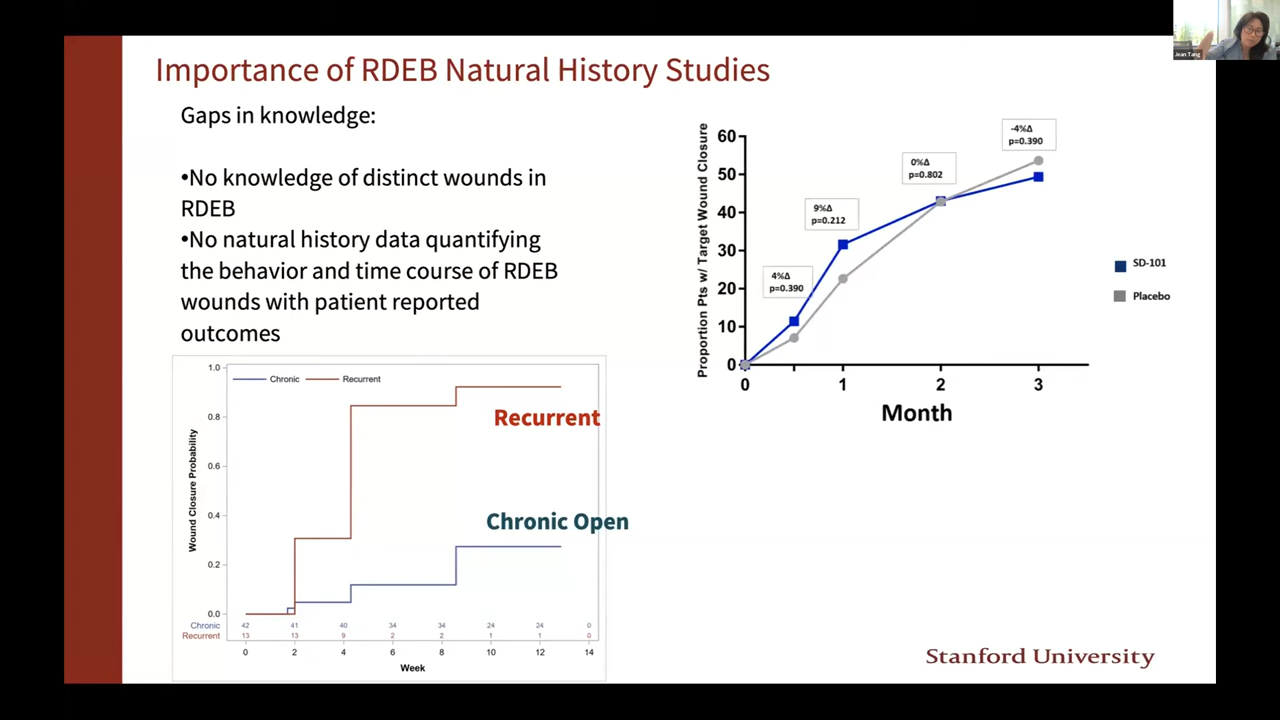 Importance of RDEB Natural History Studies
Gaps in knowledge:
•No knowledge of distinct wounds in
RDEB
•No natural history data quantifying
the behavior and time course of RDEB
wounds with patient reported
outcomes
Proportion Pts w/ Target Wound Closure
60
50
40
30
20
10
0
4%Δ
p=0.390
9%Δ
p=0.212
0%Δ
p=0.802
-4%Δ
p=0.390
0 1 2 3
Month
SD-101
Placebo
Chronic Recurrent
Wound Closure Probability
1.0
0.8
0.6
0.4
0.2
0.0
Recurrent
Chronic Open
Chronic 42 41 40 34 34 24 24 0
Recurrent 13 13 9 2 2 1 1 0
0 2 4 6 8 10 12 14
Week
Stanford University
Jean Tang